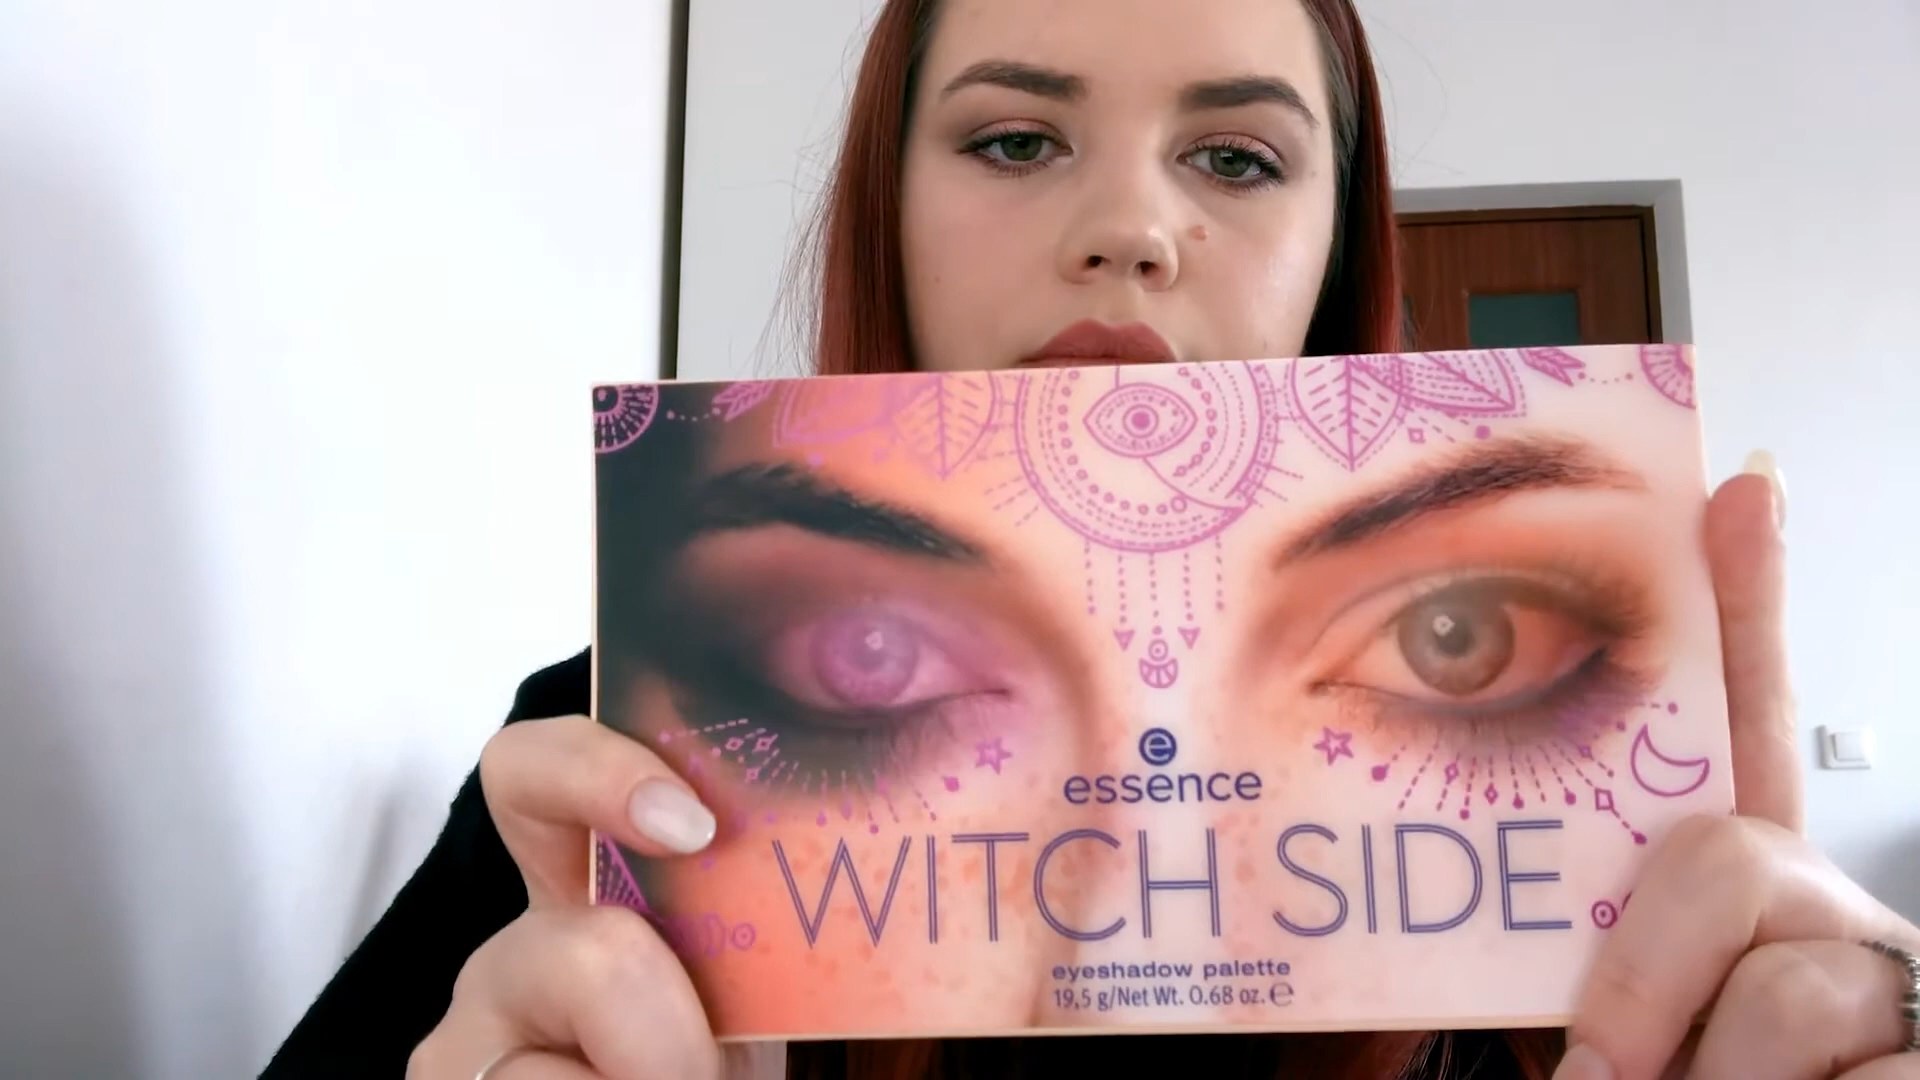 e
essence
WITCH SIDE
eyeshadow palette
19,5 g/Net Wt. 0.68 oz. ℮